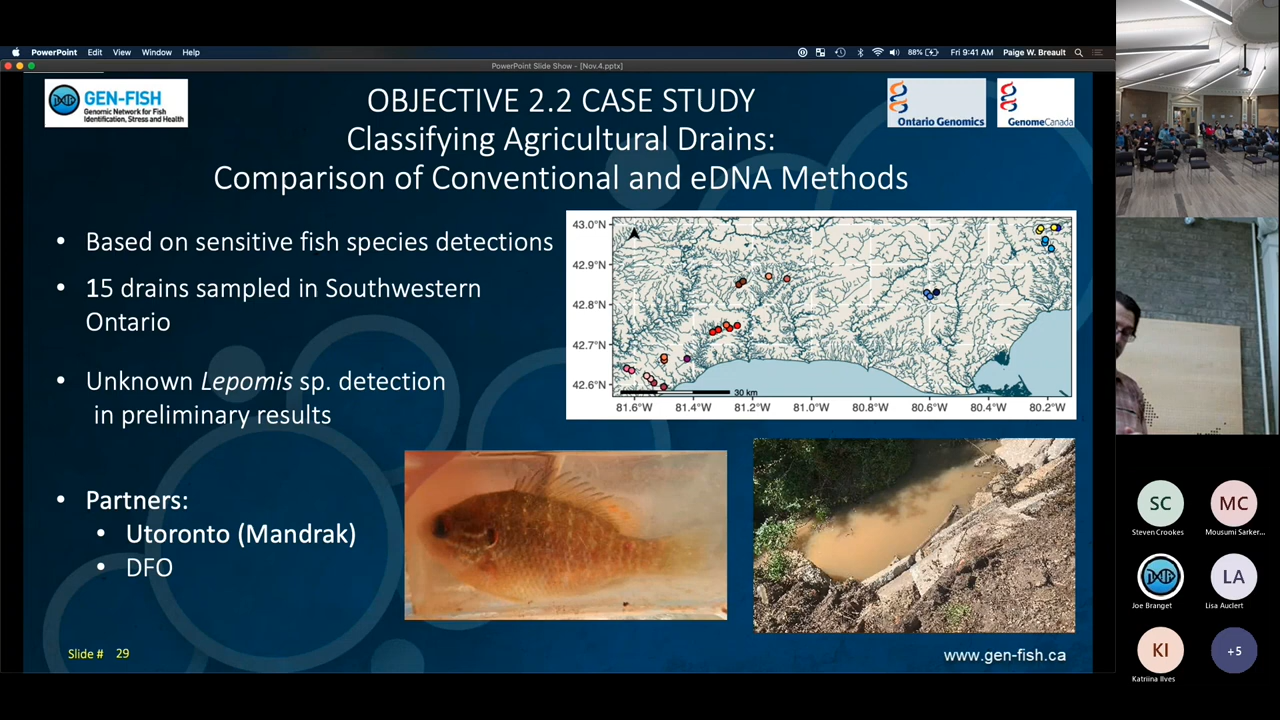 PowerPoint Edit View Window Help
88% Fri 9:41 AM Paige W. Breault
PowerPoint Slide Show - [Nov.4.pptx]
GEN-FISH
Genomic Network for Fish
Identification, Stress and Health
OBJECTIVE 2.2 CASE STUDY
Classifying Agricultural Drains:
Comparison of Conventional and eDNA Methods
Ontario Genomics
GenomeCanada
• Based on sensitive fish species detections
• 15 drains sampled in Southwestern
Ontario
• Unknown Lepomis sp. detection
in preliminary results
• Partners:
• Utoronto (Mandrak)
• DFO
43.0°N
42.9°N
42.8°N
42.7°N
42.6°N
30 km
81.6°W 81.4°W 81.2°W 81.0°W 80.8°W 80.6°W 80.4°W 80.2°W
Slide # 29
www.gen-fish.ca
SC
Steven Crookes
MC
Mousumi Sarker...
Joe Branget
LA
Lisa Auclert
KI
Katriina Ilves
+5